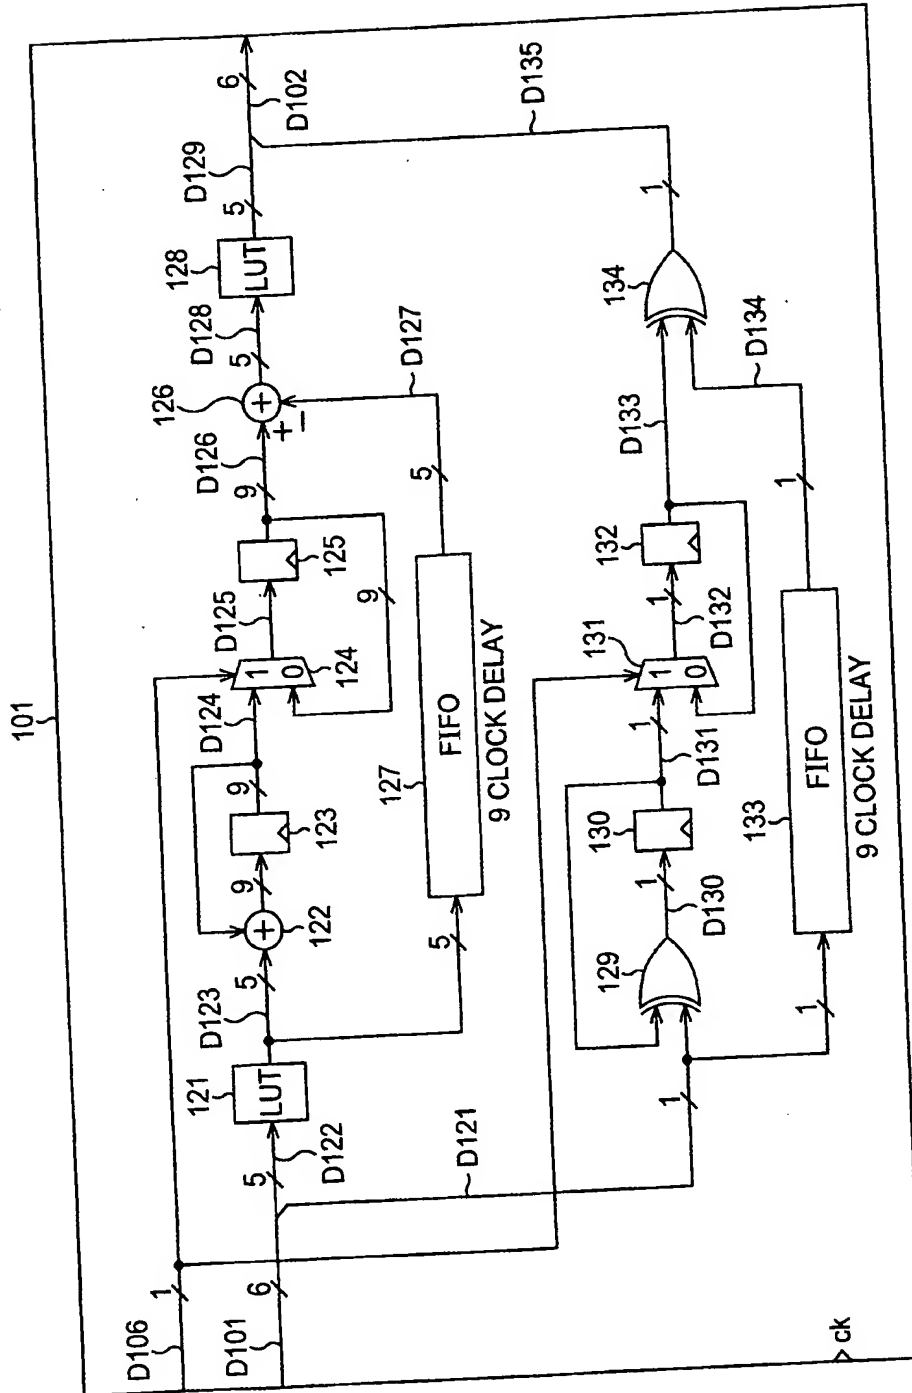 101
D106
1
D101
6
5
D122
D121
121
LUT
D123
5
122
+
9
123
9
D124
124
1
0
D125
125
9
9
D126
126
+
+
−
D128
5
128
LUT
5
D129
6
D102
D135
5
127
FIFO
9 CLOCK DELAY
5
D127
1
129
D130
1
130
D131
1
131
1
0
D132
1
132
D133
134
1
D134
1
133
FIFO
9 CLOCK DELAY
1
ck